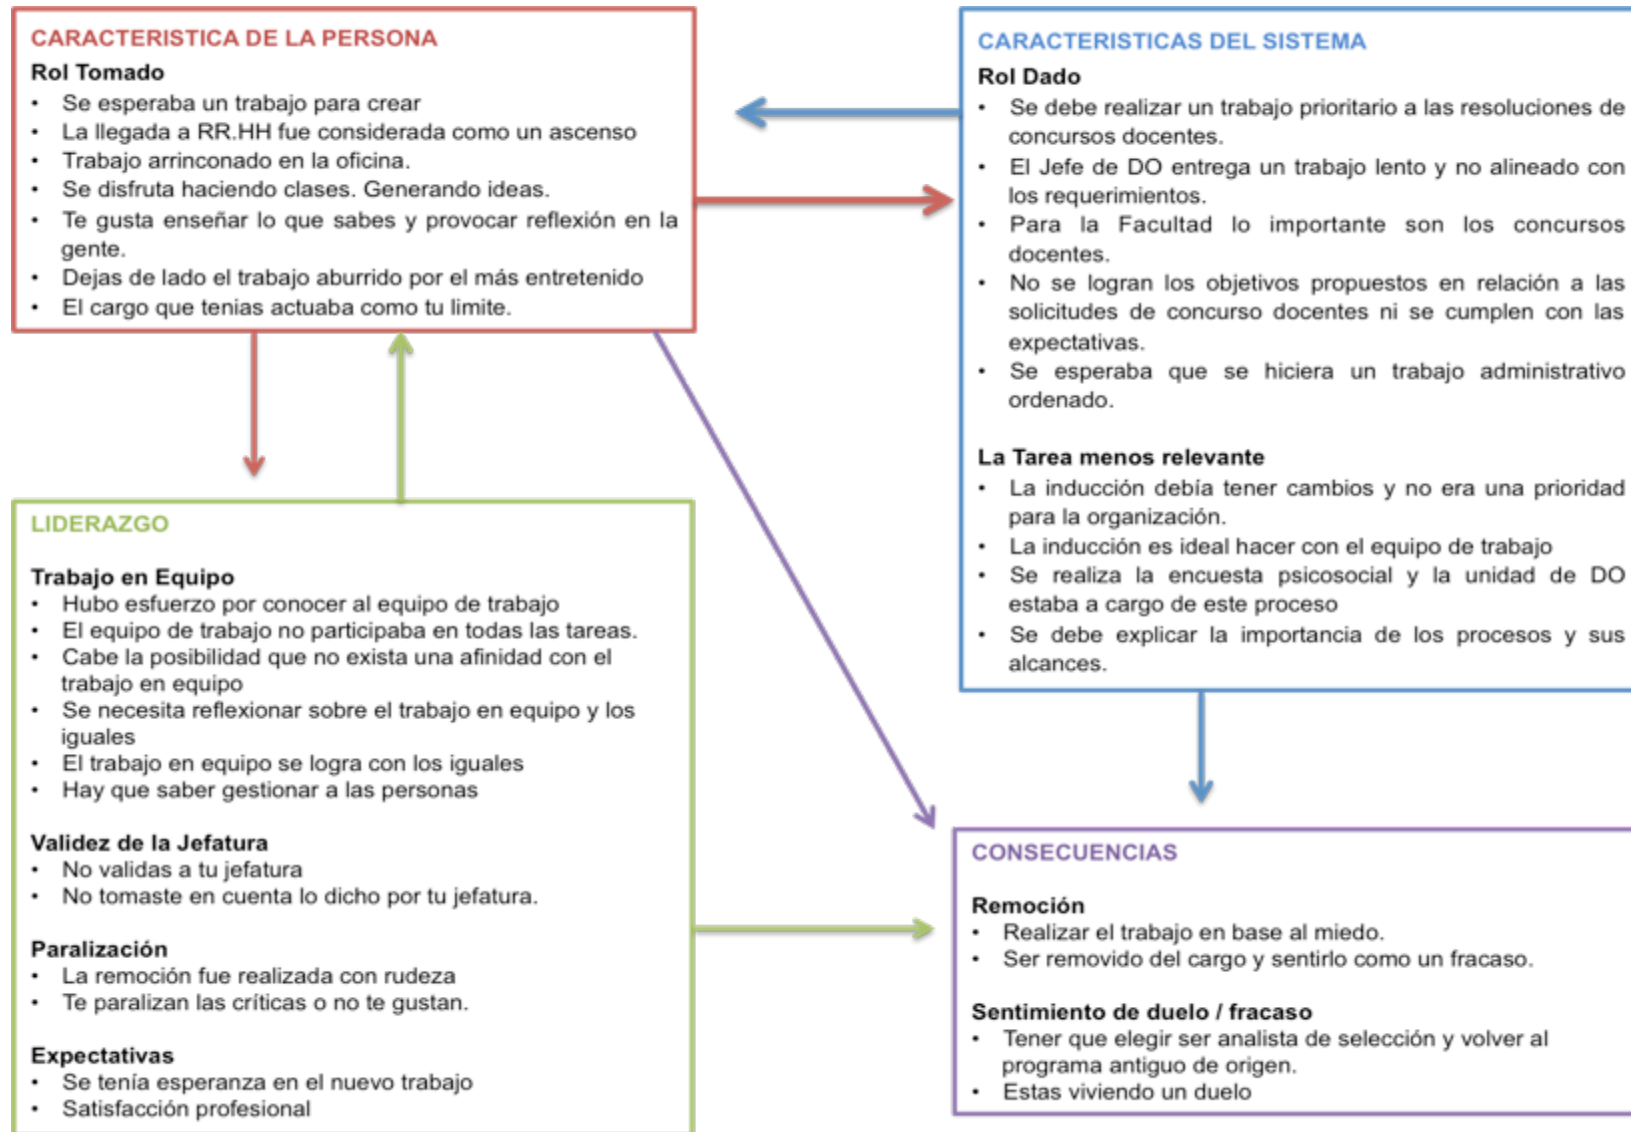 CARACTERISTICA DE LA PERSONA
Rol Tomado
• Se esperaba un trabajo para crear
• La llegada a RR.HH fue considerada como un ascenso
• Trabajo arrinconado en la oficina.
• Se disfruta haciendo clases. Generando ideas.
• Te gusta enseñar lo que sabes y provocar reflexión en la
gente.
• Dejas de lado el trabajo aburrido por el más entretenido
• El cargo que tenias actuaba como tu limite.
CARACTERISTICAS DEL SISTEMA
Rol Dado
• Se debe realizar un trabajo prioritario a las resoluciones de
concursos docentes.
• El Jefe de DO entrega un trabajo lento y no alineado con
los requerimientos.
• Para la Facultad lo importante son los concursos
docentes.
• No se logran los objetivos propuestos en relación a las
solicitudes de concurso docentes ni se cumplen con las
expectativas.
• Se esperaba que se hiciera un trabajo administrativo
ordenado.
La Tarea menos relevante
• La inducción debía tener cambios y no era una prioridad
para la organización.
• La inducción es ideal hacer con el equipo de trabajo
• Se realiza la encuesta psicosocial y la unidad de DO
estaba a cargo de este proceso
• Se debe explicar la importancia de los procesos y sus
alcances.
LIDERAZGO
Trabajo en Equipo
• Hubo esfuerzo por conocer al equipo de trabajo
• El equipo de trabajo no participaba en todas las tareas.
• Cabe la posibilidad que no exista una afinidad con el
trabajo en equipo
• Se necesita reflexionar sobre el trabajo en equipo y los
iguales
• El trabajo en equipo se logra con los iguales
• Hay que saber gestionar a las personas
Validez de la Jefatura
• No validas a tu jefatura
• No tomaste en cuenta lo dicho por tu jefatura.
Paralización
• La remoción fue realizada con rudeza
• Te paralizan las críticas o no te gustan.
Expectativas
• Se tenía esperanza en el nuevo trabajo
• Satisfacción profesional
CONSECUENCIAS
Remoción
• Realizar el trabajo en base al miedo.
• Ser removido del cargo y sentirlo como un fracaso.
Sentimiento de duelo / fracaso
• Tener que elegir ser analista de selección y volver al
programa antiguo de origen.
• Estas viviendo un duelo